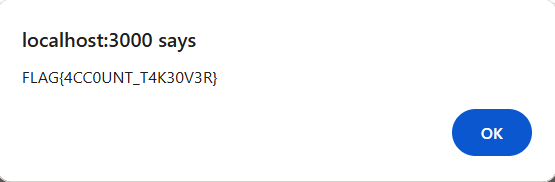 localhost:3000 says
FLAG{4CC0UNT_T4K30V3R}
OK